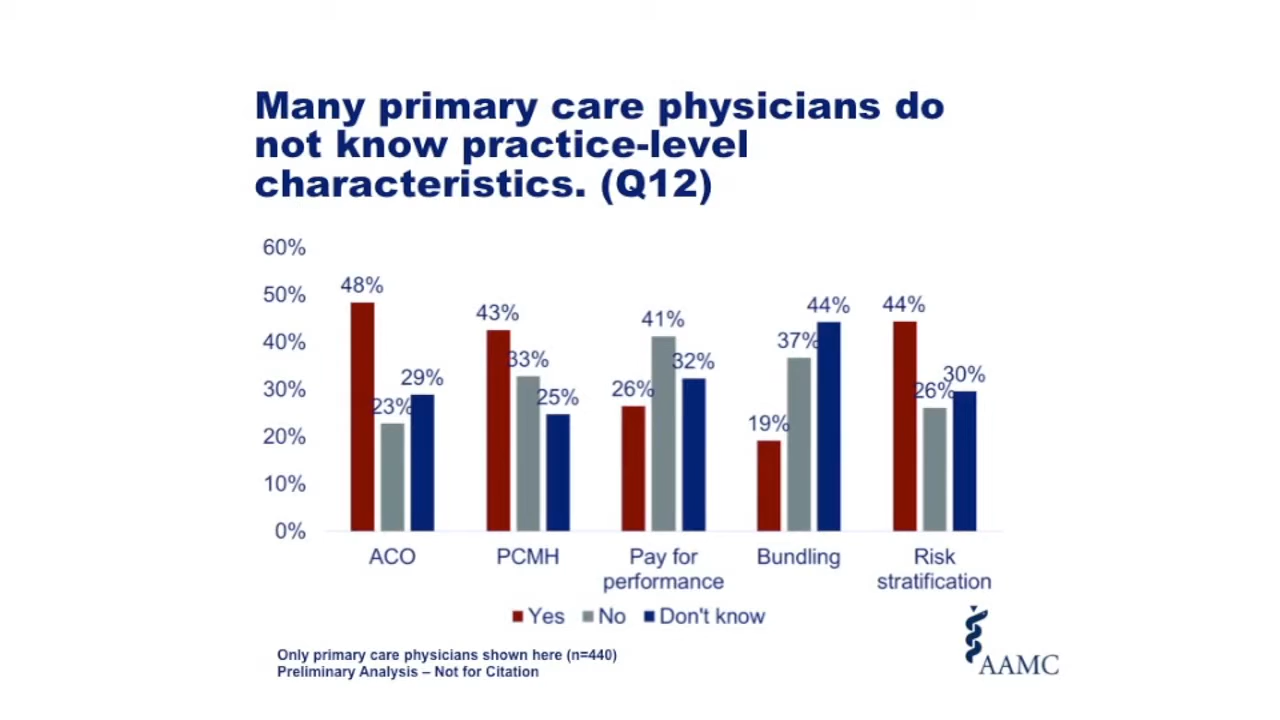 Many primary care physicians do
not know practice-level
characteristics. (Q12)
60%
50%
40%
30%
20%
10%
0%
48%
23%
29%
43%
33%
25%
26%
41%
32%
19%
37%
44%
44%
26%
30%
ACO
PCMH
Pay for
performance
Bundling
Risk
stratification
Yes No Don't know
Only primary care physicians shown here (n=440)
Preliminary Analysis – Not for Citation
AAMC